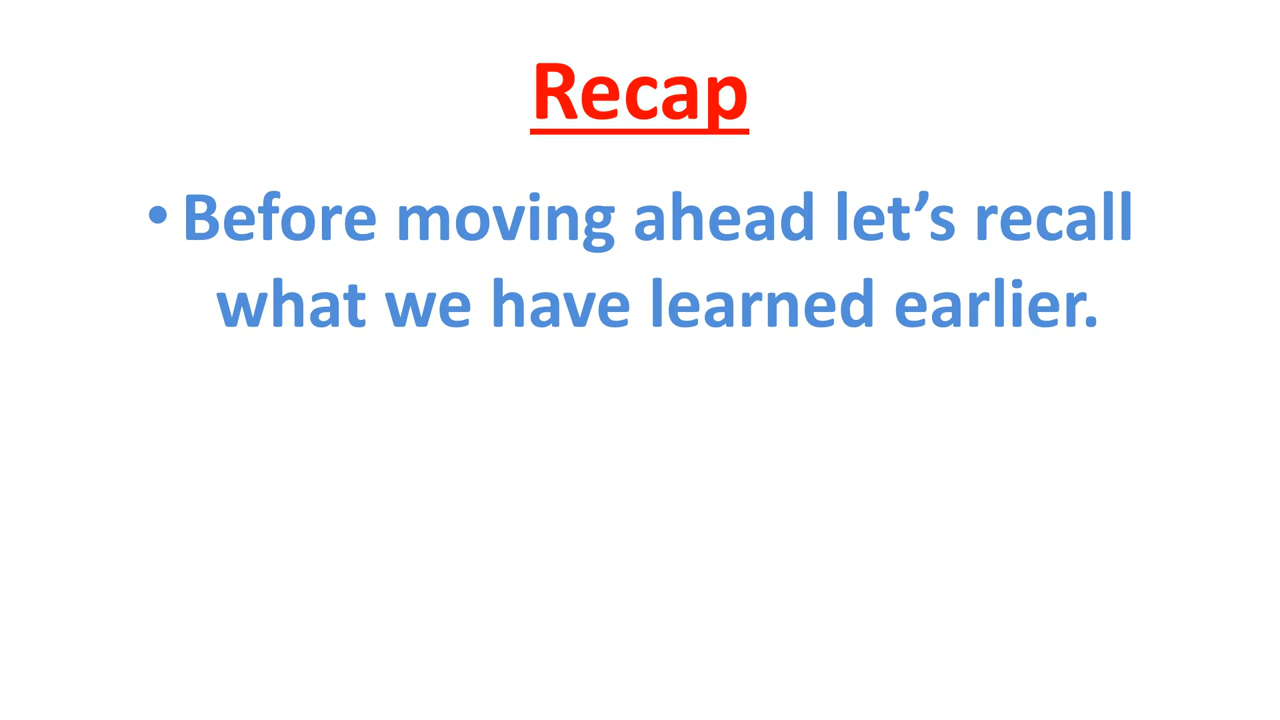 Recap
• Before moving ahead let’s recall
what we have learned earlier.